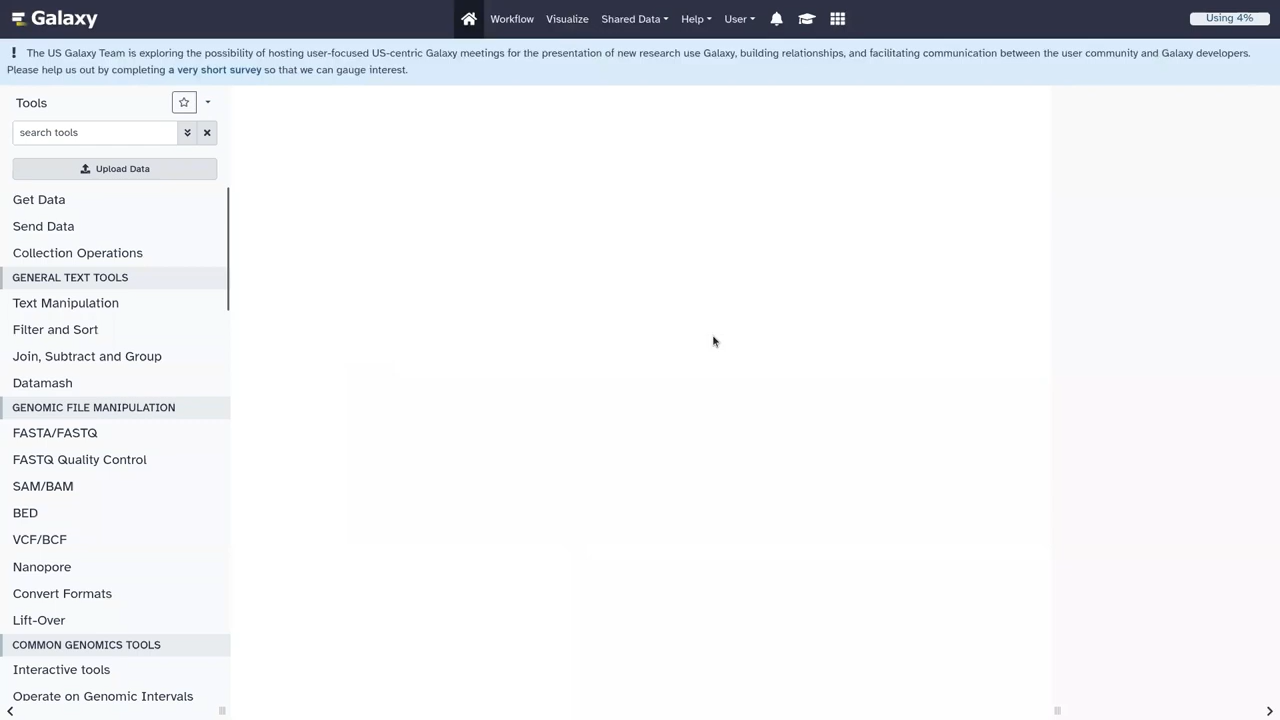 Galaxy
Workflow Visualize Shared Data Help User Using 4%
! The US Galaxy Team is exploring the possibility of hosting user-focused US-centric Galaxy meetings for the presentation of new research use Galaxy, building relationships, and facilitating communication between the user community and Galaxy developers.
Please help us out by completing a very short survey so that we can gauge interest.
Tools
search tools
Upload Data
Get Data
Send Data
Collection Operations
GENERAL TEXT TOOLS
Text Manipulation
Filter and Sort
Join, Subtract and Group
Datamash
GENOMIC FILE MANIPULATION
FASTA/FASTQ
FASTQ Quality Control
SAM/BAM
BED
VCF/BCF
Nanopore
Convert Formats
Lift-Over
COMMON GENOMICS TOOLS
Interactive tools
Operate on Genomic Intervals